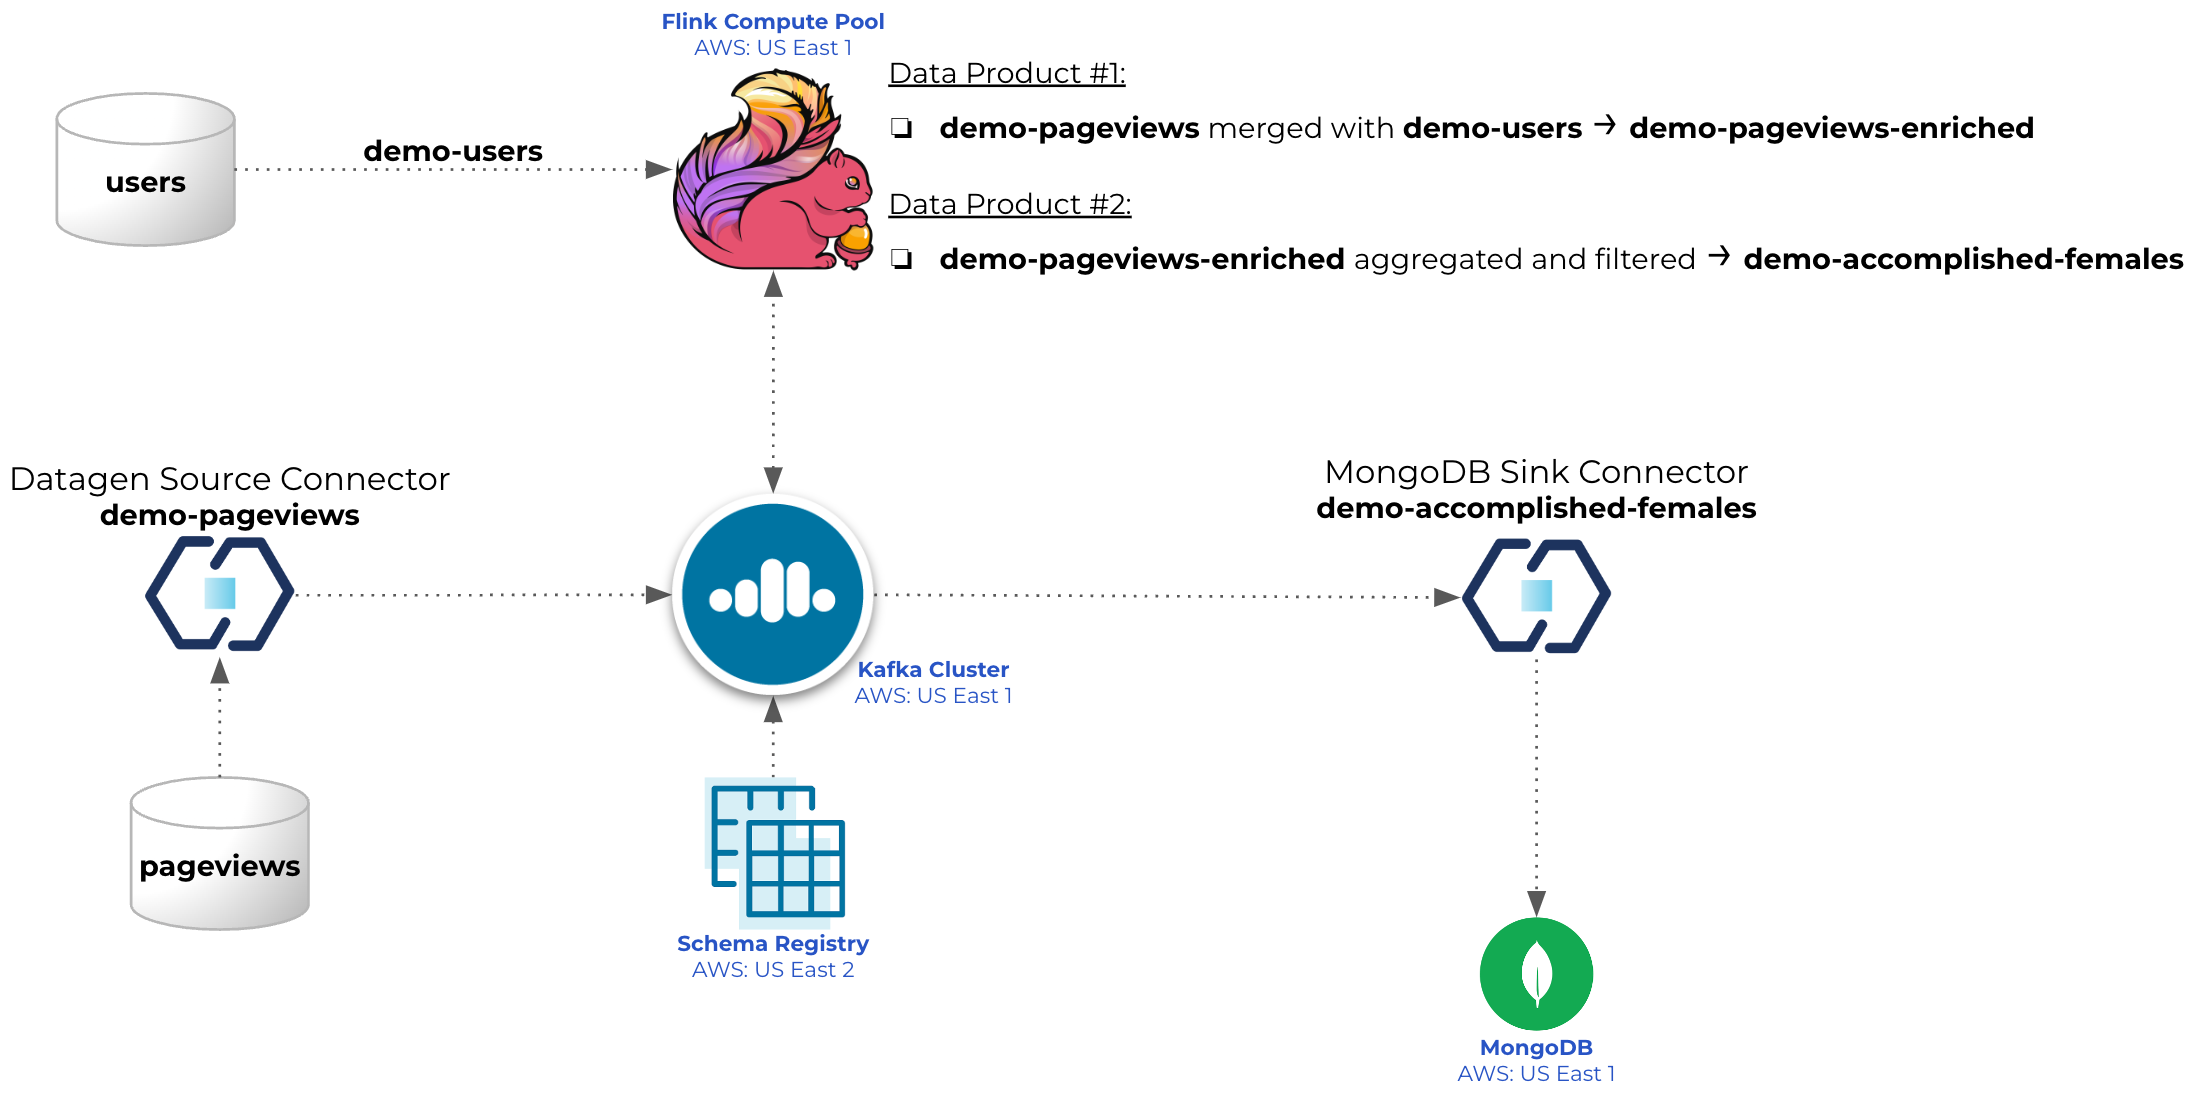 Flink Compute Pool
AWS: US East 1
Data Product #1:
❏ demo-pageviews merged with demo-users → demo-pageviews-enriched
demo-users
users
Data Product #2:
❏ demo-pageviews-enriched aggregated and filtered → demo-accomplished-females
Datagen Source Connector
demo-pageviews
MongoDB Sink Connector
demo-accomplished-females
Kafka Cluster
AWS: US East 1
pageviews
Schema Registry
AWS: US East 2
MongoDB
AWS: US East 1